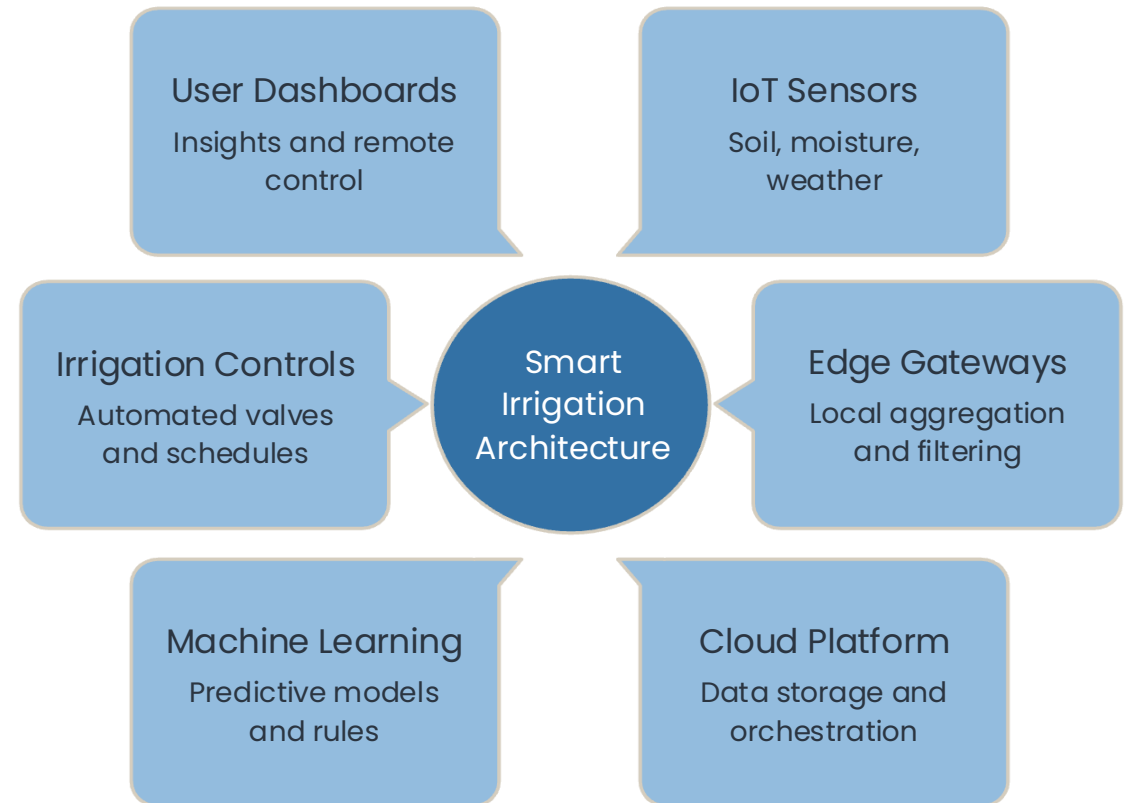 User Dashboards
Insights and remote
control
IoT Sensors
Soil, moisture,
weather
Irrigation Controls
Automated valves
and schedules
Smart
Irrigation
Architecture
Edge Gateways
Local aggregation
and filtering
Machine Learning
Predictive models
and rules
Cloud Platform
Data storage and
orchestration